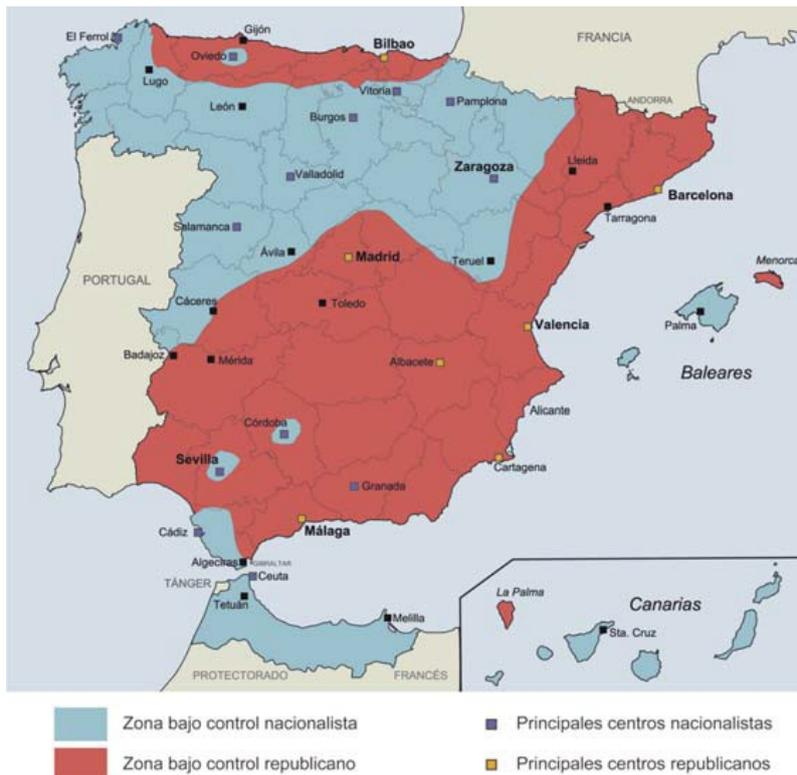 El Ferrol
Gijón
Bilbao
FRANCIA
Oviedo
Lugo
Vitoria
Pamplona
ANDORRA
León
Burgos
Lleida
Valladolid
Zaragoza
Barcelona
Tarragona
Salamanca
Ávila
Madrid
Teruel
Menorca
PORTUGAL
Cáceres
Toledo
Palma
Valencia
Badajoz
Mérida
Albacete
Baleares
Alicante
Córdoba
Sevilla
Cartagena
Granada
Cádiz
Málaga
Algeciras
GIBRALTAR
TÁNGER
Ceuta
Tetuán
Melilla
La Palma
Canarias
Sta. Cruz
PROTECTORADO
FRANCÉS
Zona bajo control nacionalista
Principales centros nacionalistas
Zona bajo control republicano
Principales centros republicanos